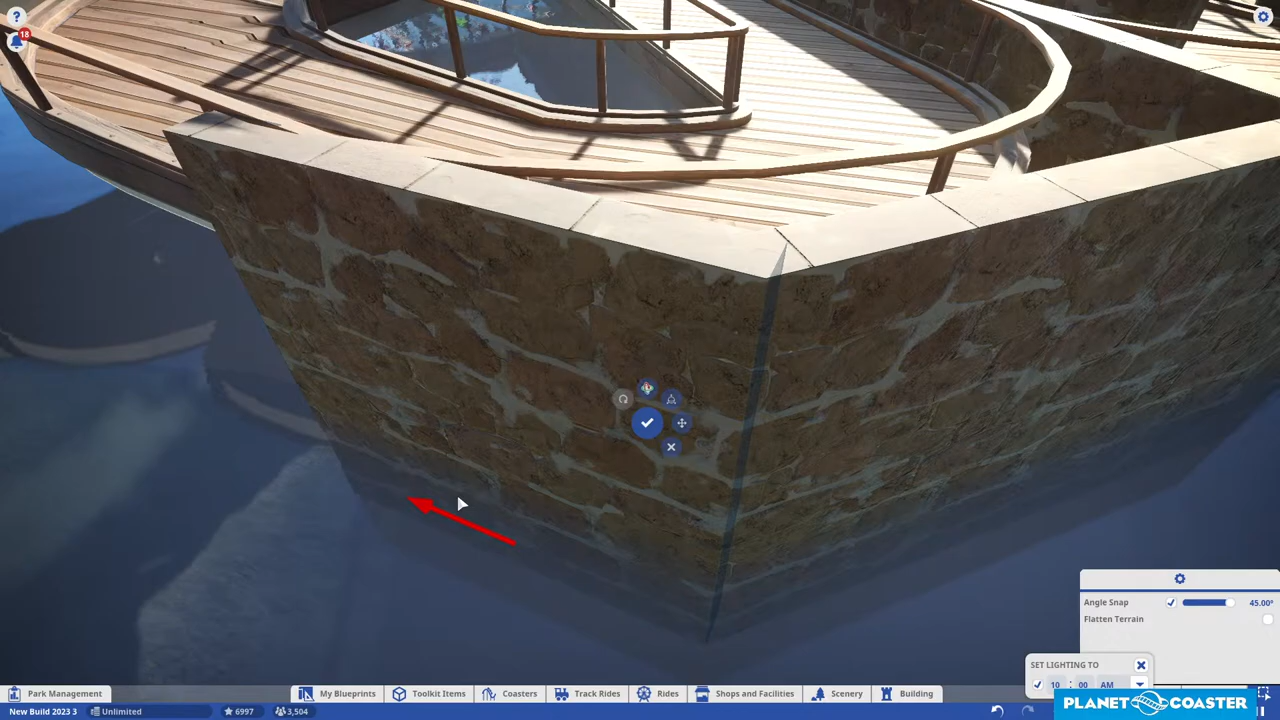 ?
18
Angle Snap 45.00°
Flatten Terrain
SET LIGHTING TO
10 : 00 AM
Park Management
My Blueprints
Toolkit Items
Coasters
Track Rides
Rides
Shops and Facilities
Scenery
Building
New Build 2023 3
Unlimited
6997
3,504
PLANET COASTER